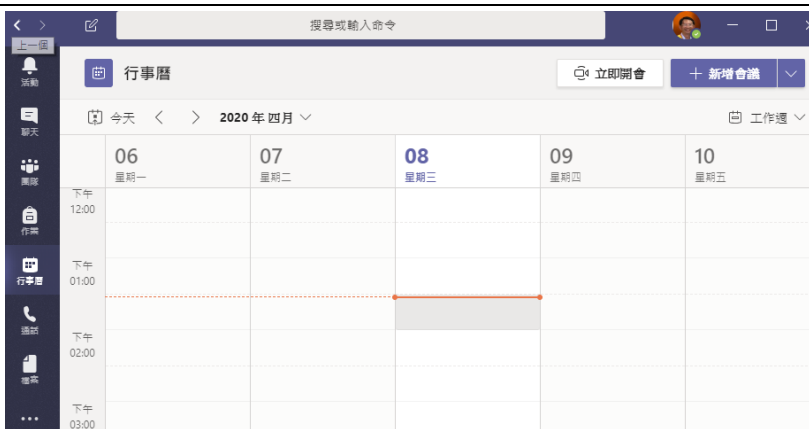 搜尋或輸入命令
上一個
活動
行事曆
立即開會
新增會議
聊天
今天
2020 年 四月
工作週
團隊
06
07
08
09
10
星期一
星期二
星期三
星期四
星期五
作業
下午
12:00
行事曆
下午
01:00
通話
下午
02:00
檔案
下午
03:00